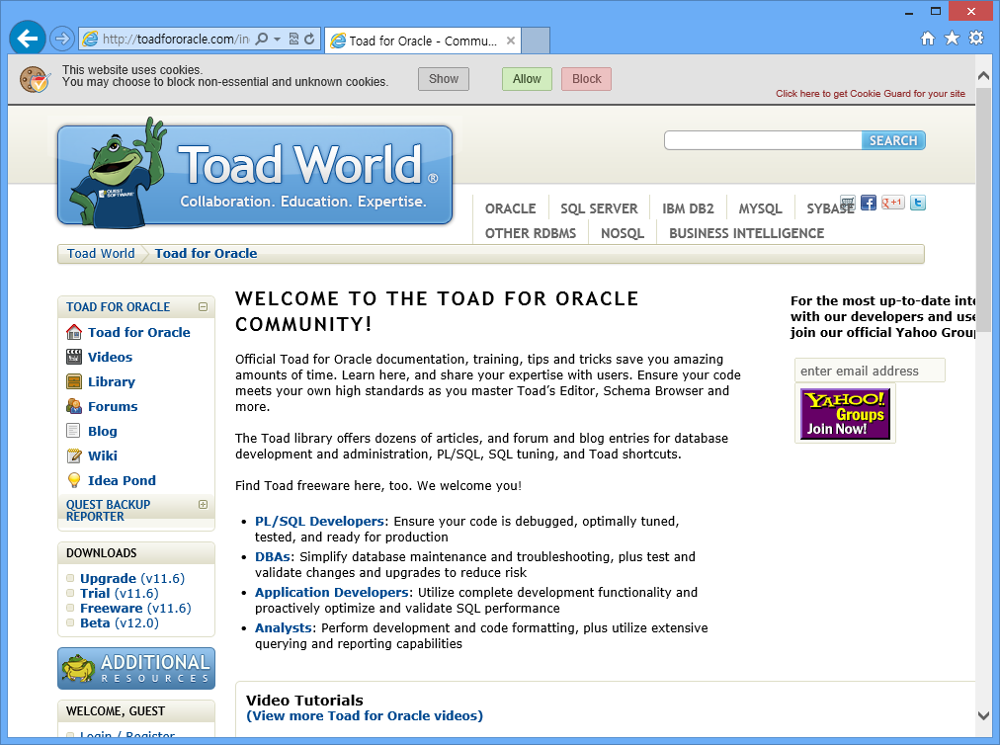 http://toadfororacle.com/in
Toad for Oracle - Commu...
This website uses cookies.
You may choose to block non-essential and unknown cookies.
Show
Allow
Block
Click here to get Cookie Guard for your site
QUEST SOFTWARE
Toad World®
Collaboration. Education. Expertise.
SEARCH
ORACLE
SQL SERVER
IBM DB2
MYSQL
SYBASE
+1
OTHER RDBMS
NOSQL
BUSINESS INTELLIGENCE
Toad World
Toad for Oracle
TOAD FOR ORACLE
Toad for Oracle
Videos
Library
Forums
Blog
Wiki
Idea Pond
QUEST BACKUP
REPORTER
DOWNLOADS
Upgrade (v11.6)
Trial (v11.6)
Freeware (v11.6)
Beta (v12.0)
ADDITIONAL
RESOURCES
WELCOME, GUEST
Login / Register
WELCOME TO THE TOAD FOR ORACLE
COMMUNITY!
Official Toad for Oracle documentation, training, tips and tricks save you amazing
amounts of time. Learn here, and share your expertise with users. Ensure your code
meets your own high standards as you master Toad's Editor, Schema Browser and
more.
The Toad library offers dozens of articles, and forum and blog entries for database
development and administration, PL/SQL, SQL tuning, and Toad shortcuts.
Find Toad freeware here, too. We welcome you!
• PL/SQL Developers: Ensure your code is debugged, optimally tuned,
tested, and ready for production
• DBAs: Simplify database maintenance and troubleshooting, plus test and
validate changes and upgrades to reduce risk
• Application Developers: Utilize complete development functionality and
proactively optimize and validate SQL performance
• Analysts: Perform development and code formatting, plus utilize extensive
querying and reporting capabilities
Video Tutorials
(View more Toad for Oracle videos)
For the most up-to-date inte
with our developers and use
join our official Yahoo Group
enter email address
YAHOO!
Groups
Join Now!